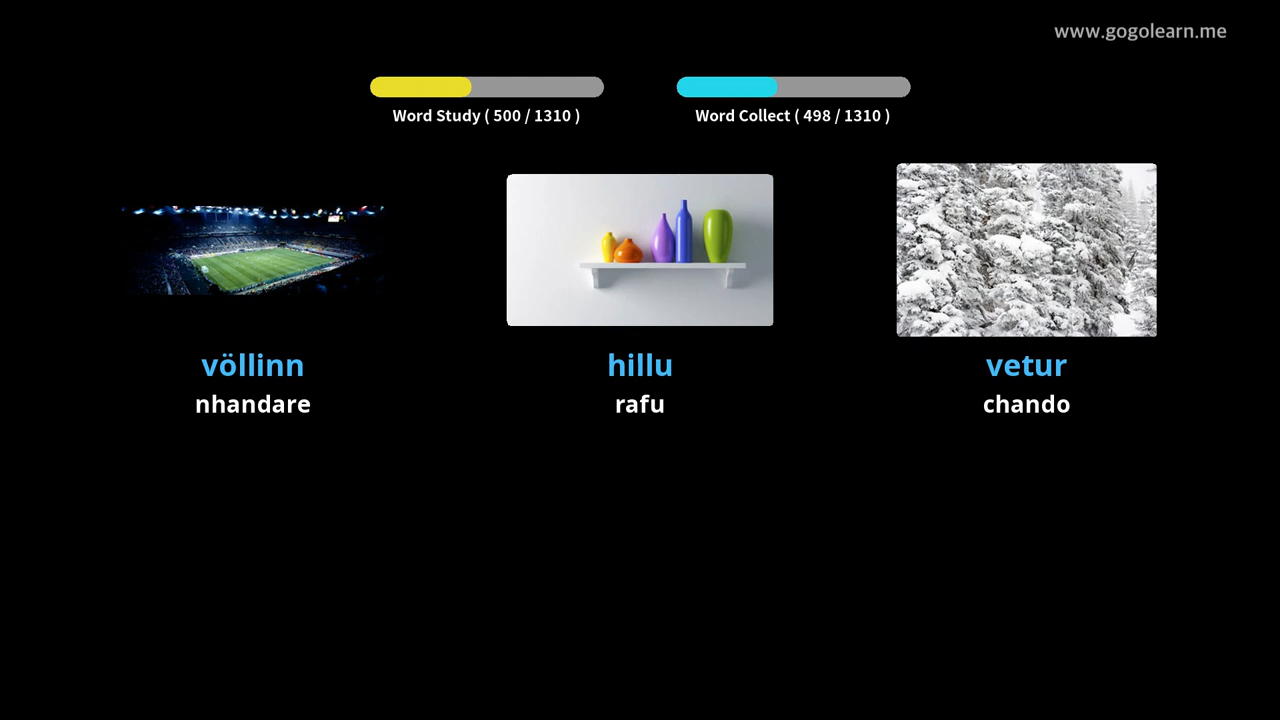 www.gogolearn.me
Word Study ( 500 / 1310 )
Word Collect ( 498 / 1310 )
völlinn
nhandare
hillu
rafu
vetur
chando